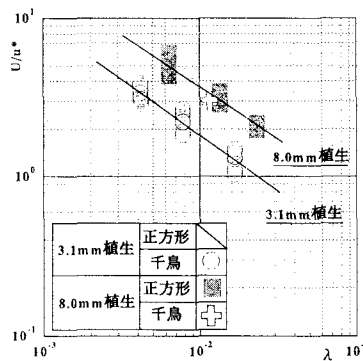 U/u*
10¹
10⁰
10⁻¹
8.0mm植生
3.1mm植生
3.1mm植生 正方形
千鳥
8.0mm植生 正方形
千鳥
10⁻³ 10⁻² λ 10⁻¹